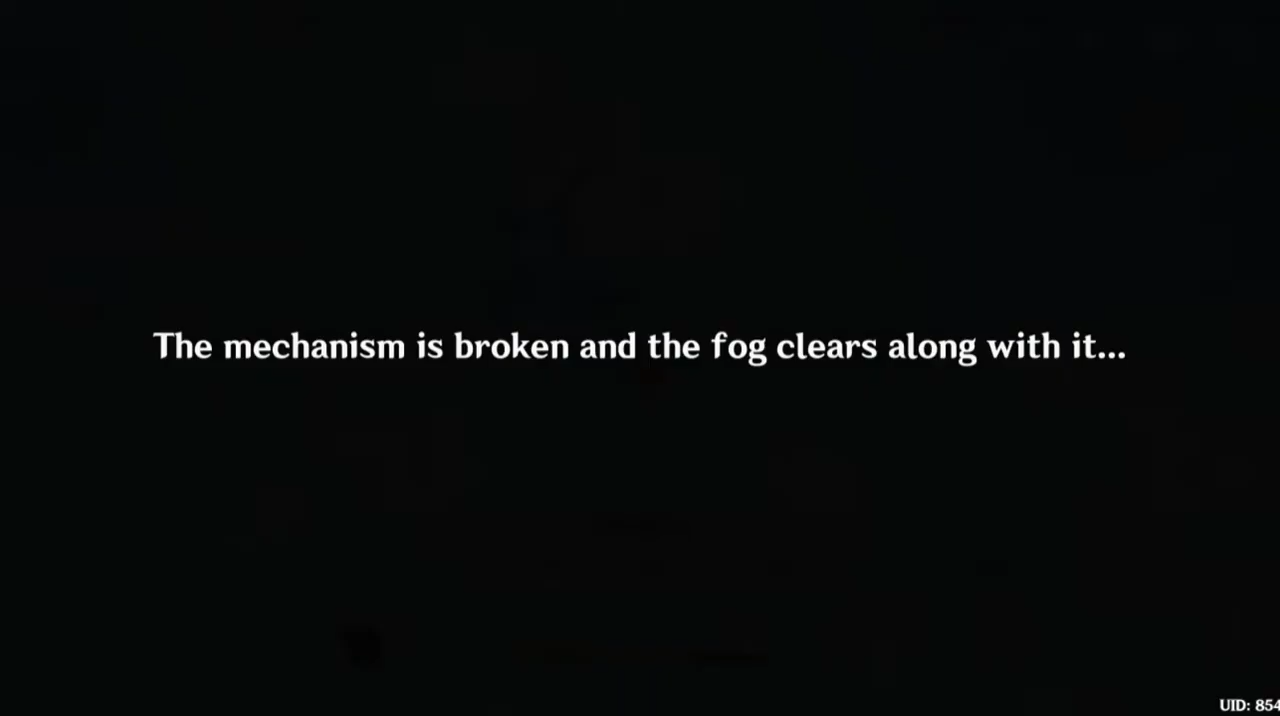 The mechanism is broken and the fog clears along with it...
UID: 854